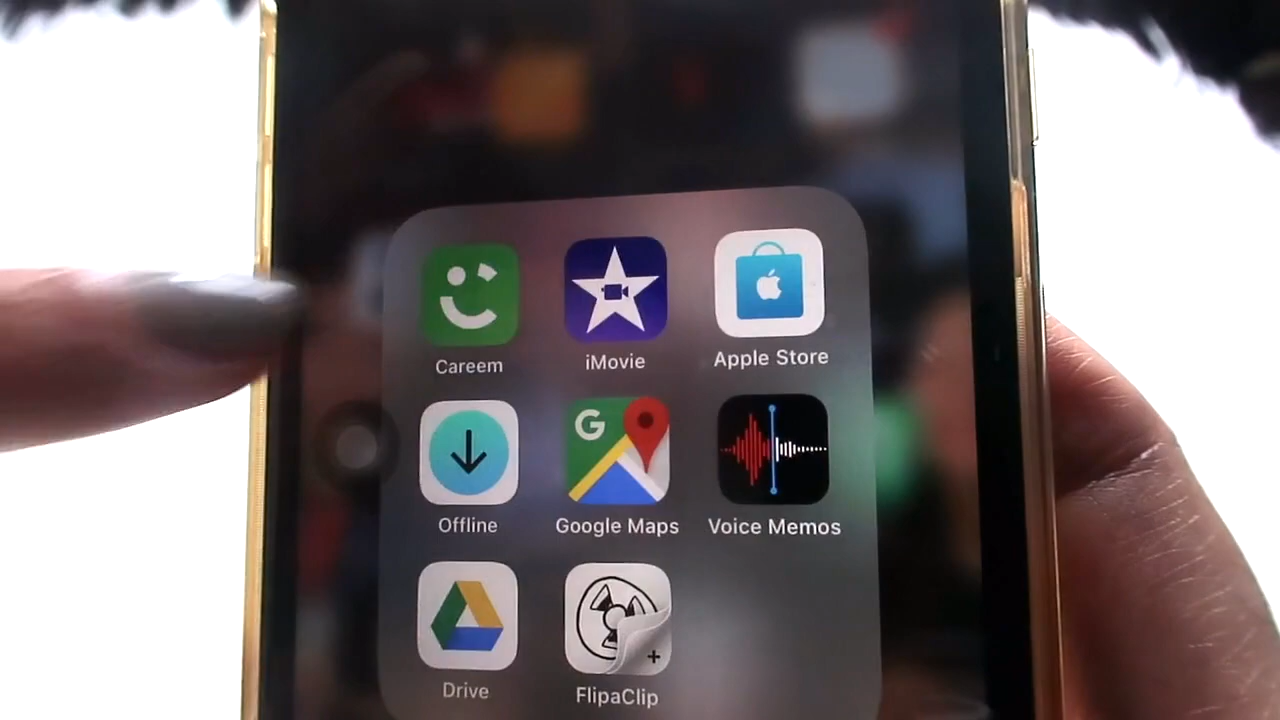 Careem
iMovie
Apple Store
Offline
G
Google Maps
Voice Memos
Drive
FlipaClip